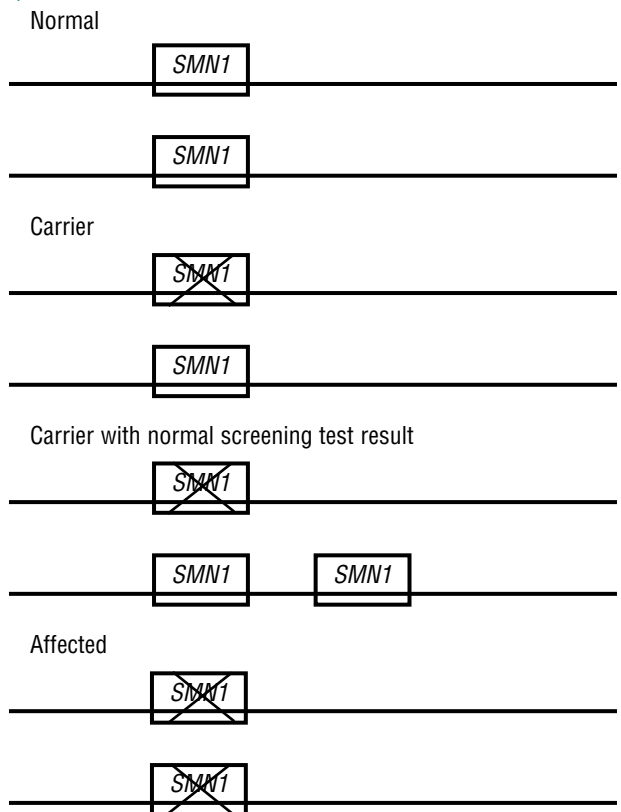 Normal
SMN1
SMN1
Carrier
SMN1
SMN1
Carrier with normal screening test result
SMN1
SMN1 SMN1
Affected
SMN1
SMN1